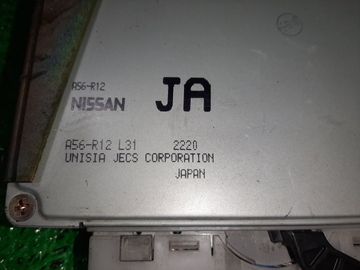 A56-R12
NISSAN JA
A56-R12 L31 2220
UNISIA JECS CORPORATION
JAPAN